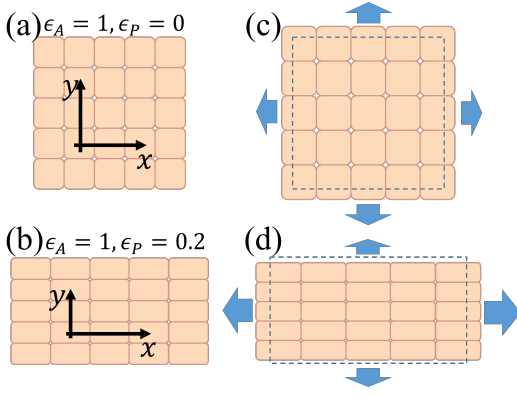 (a) ϵ_A = 1, ϵ_P = 0
y
x
(c)
(b) ϵ_A = 1, ϵ_P = 0.2
y
x
(d)